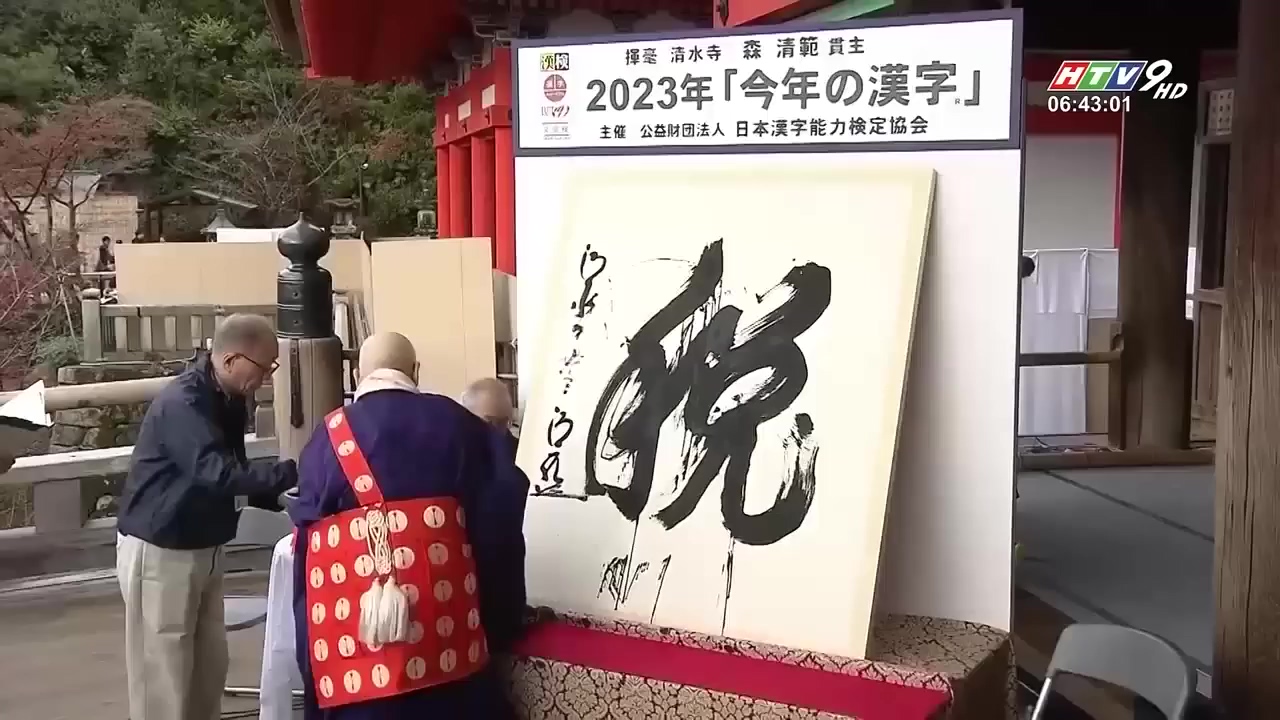 揮毫 清水寺 森 清範 貫主
2023年「今年の漢字」
主催 公益財団法人 日本漢字能力検定協会
税
HTV9 HD
06:43:01
漢検